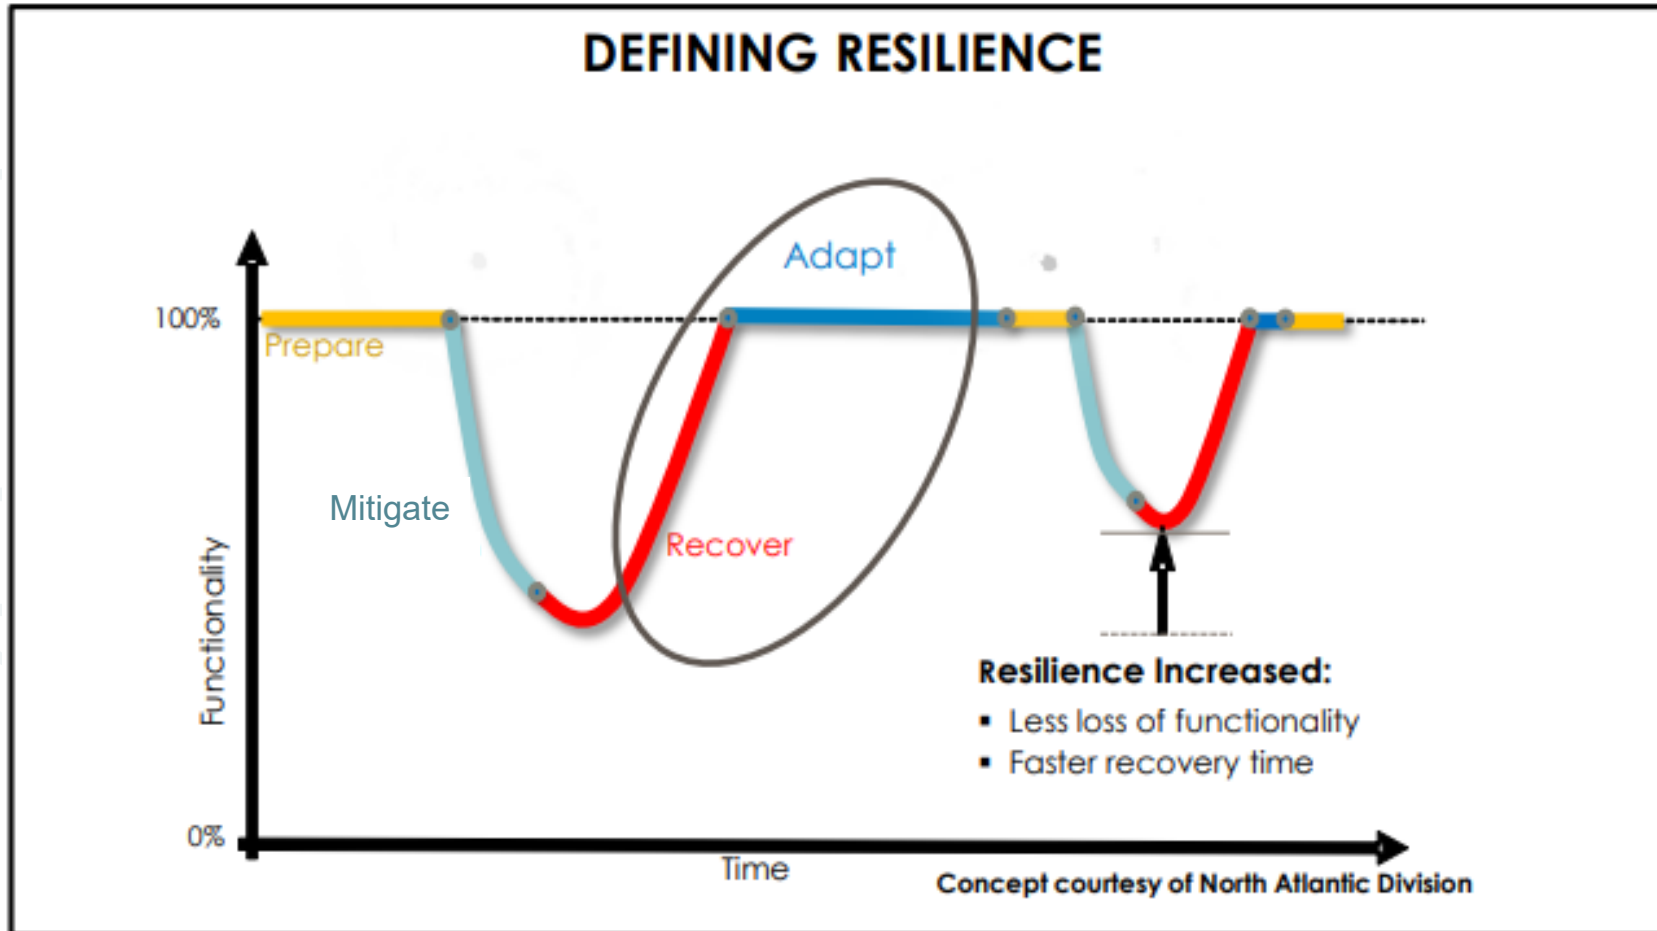 DEFINING RESILIENCE
Adapt
100%
Prepare
Mitigate
Recover
Functionality
Resilience Increased:
▪ Less loss of functionality
▪ Faster recovery time
0%
Time
Concept courtesy of North Atlantic Division